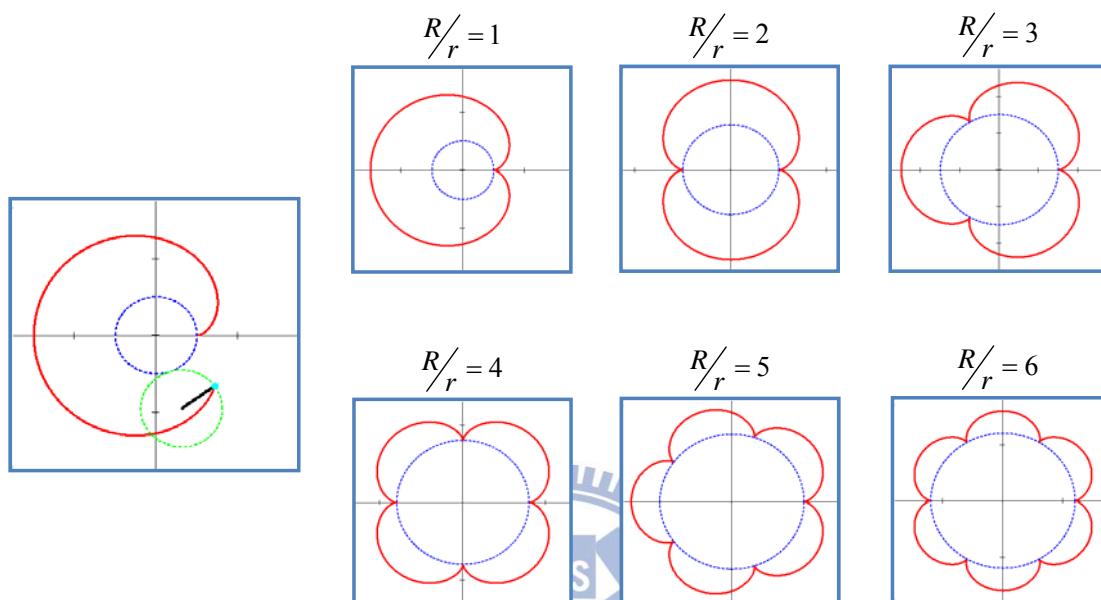 R/r = 1
R/r = 2
R/r = 3
R/r = 4
R/r = 5
R/r = 6
S